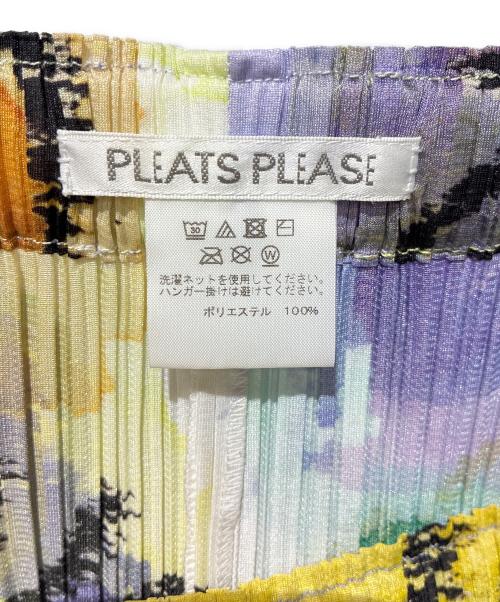 PLEATS PLEASE
30
W
洗濯ネットを使用してください。
ハンガー掛けは避けてください。
ポリエステル 100%